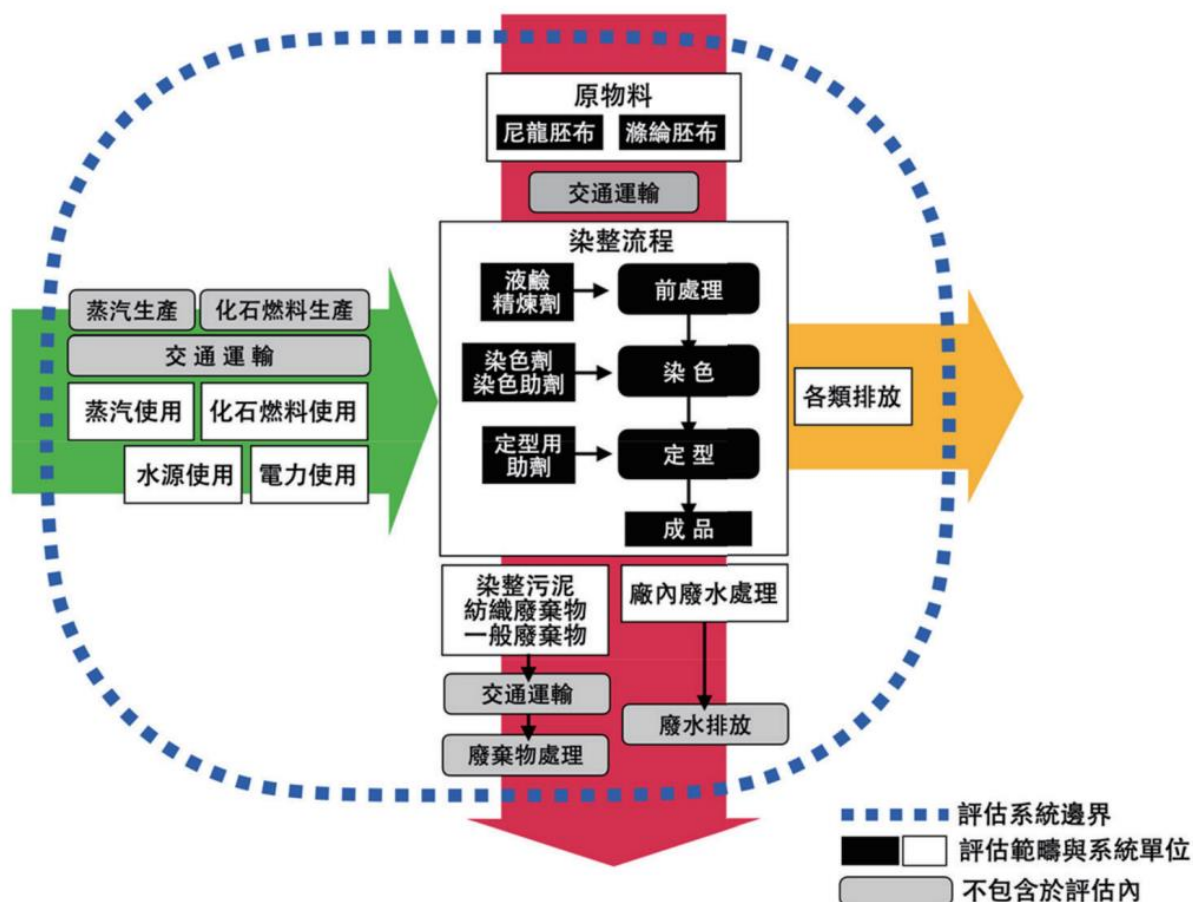 原物料
尼龍胚布
滌綸胚布
交通運輸
染整流程
液鹼
精煉劑
前處理
染色劑
染色助劑
染色
定型用
助劑
定型
成品
蒸汽生產
化石燃料生產
交通運輸
蒸汽使用
化石燃料使用
水源使用
電力使用
各類排放
染整污泥
紡織廢棄物
一般廢棄物
廠內廢水處理
交通運輸
廢水排放
廢棄物處理
評估系統邊界
評估範疇與系統單位
不包含於評估內